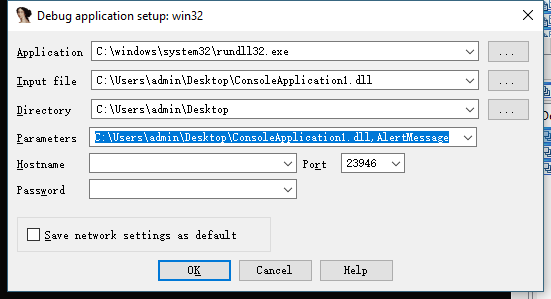 Debug application setup: win32
Application C:\windows\system32\rundll32.exe ...
Input file C:\Users\admin\Desktop\ConsoleApplication1.dll ...
Directory C:\Users\admin\Desktop ...
Parameters C:\Users\admin\Desktop\ConsoleApplication1.dll,AlertMessage
Hostname Port 23946
Password
Save network settings as default
OK Cancel Help